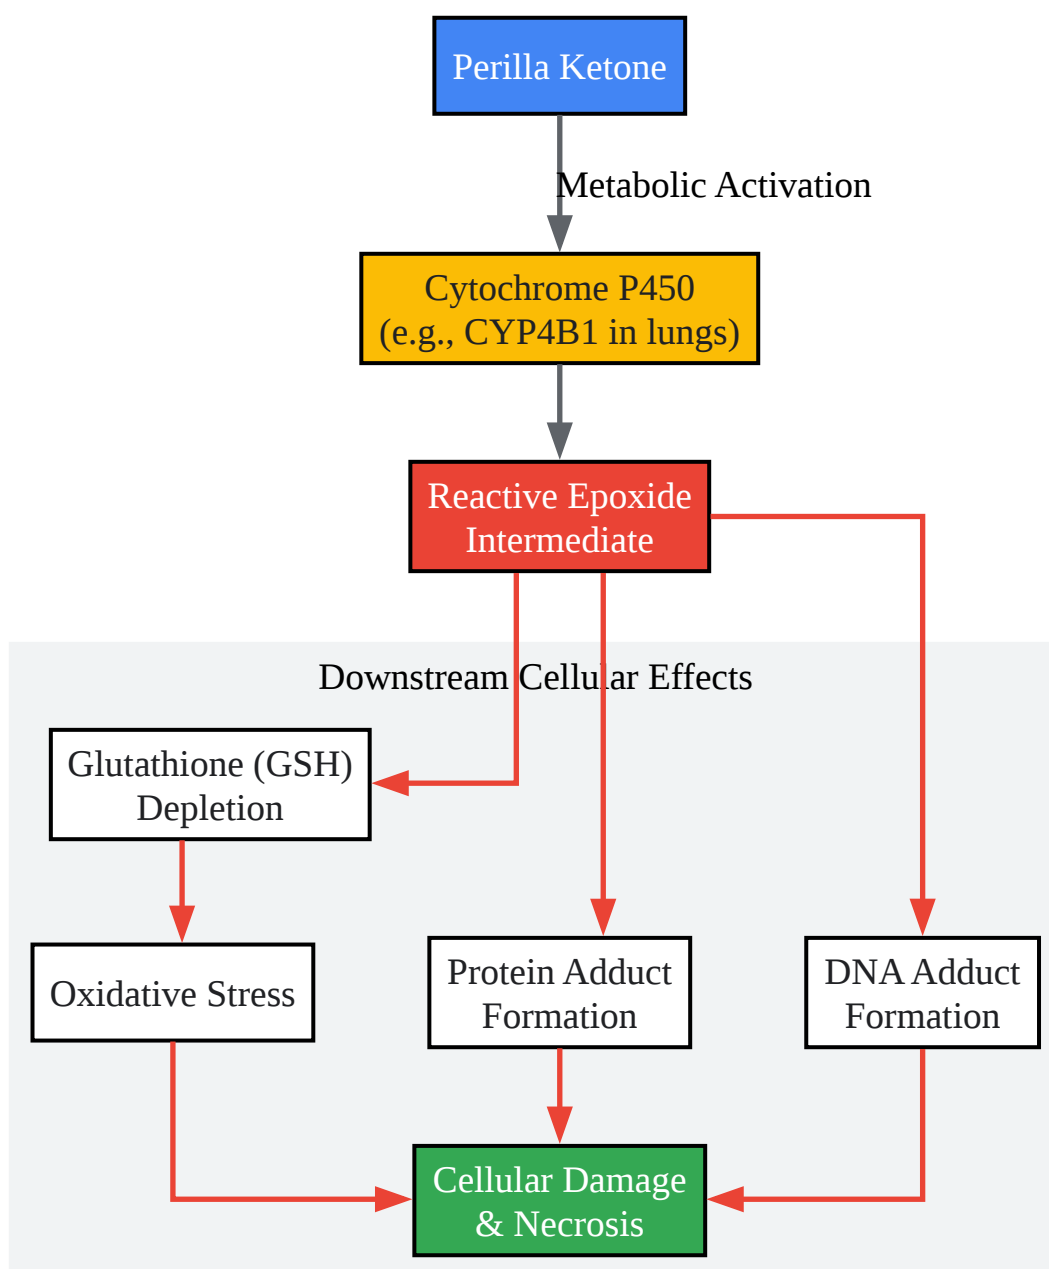 Perilla Ketone
Metabolic Activation
Cytochrome P450
(e.g., CYP4B1 in lungs)
Reactive Epoxide
Intermediate
Downstream Cellular Effects
Glutathione (GSH)
Depletion
Oxidative Stress
Protein Adduct
Formation
DNA Adduct
Formation
Cellular Damage
& Necrosis